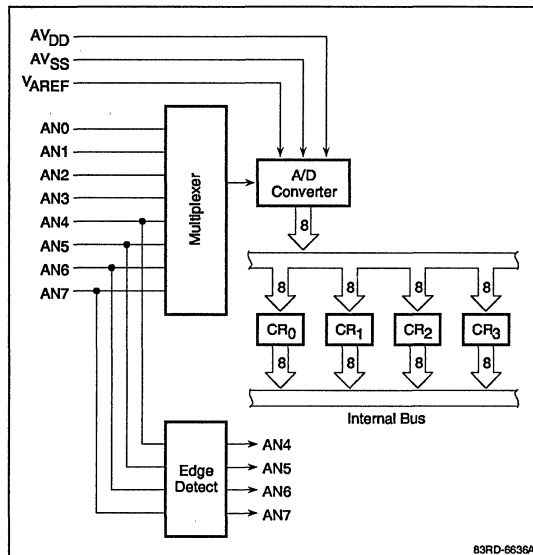 AVDD
AVSS
VAREF
AN0
AN1
AN2
AN3
AN4
AN5
AN6
AN7
Multiplexer
A/D
Converter
8
8
8
8
8
CR0
CR1
CR2
CR3
8
8
8
8
Internal Bus
Edge
Detect
AN4
AN5
AN6
AN7
83RD-6636A